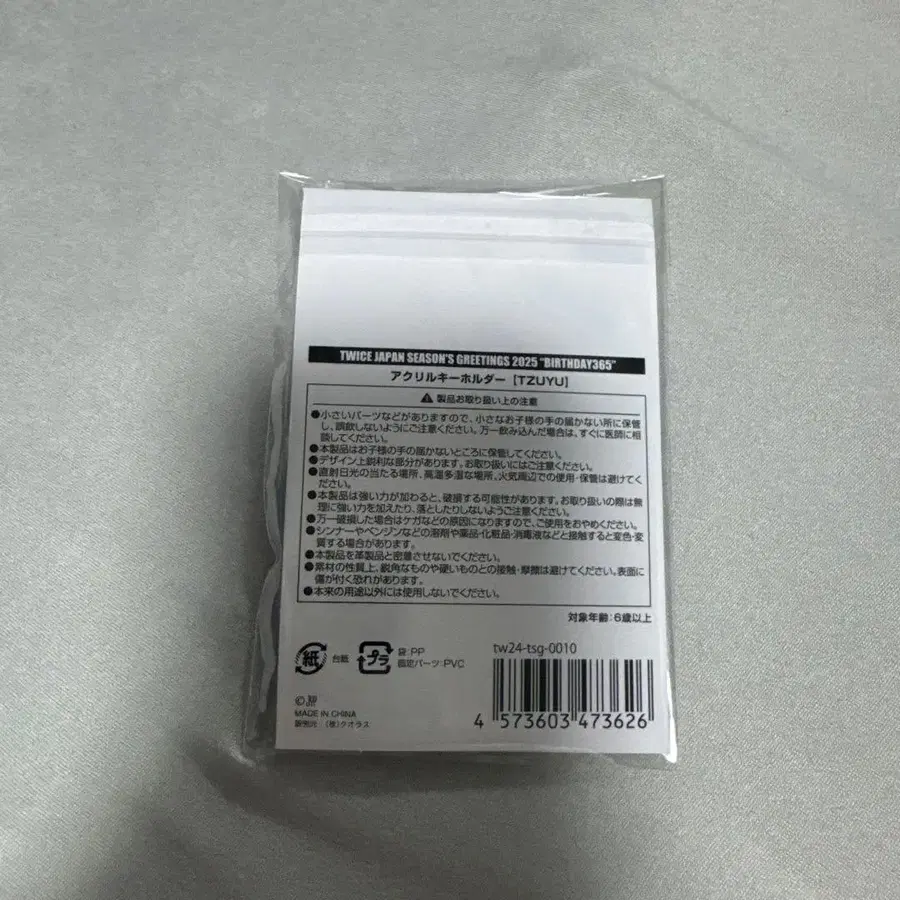 TWICE JAPAN SEASON'S GREETINGS 2025 "BIRTHDAY365"
アクリルキーホルダー [TZUYU]
製品お取り扱い上の注意
●小さいパーツなどがありますので、小さなお子様の手の届かない所に保管
し、誤飲しないようにご注意ください。万一飲み込んだ場合は、すぐに医師に相
談してください。
●本製品はお子様の手の届かないところに保管してください。
●デザイン上鋭利な部分があります。お取り扱いにはご注意ください。
●直射日光の当たる場所、高温多湿な場所、火気周辺での使用・保管は避けてく
ださい。
●本製品は強い力が加わると、破損する可能性があります。お取り扱いの際は無
理に強い力を加えたり、落としたりしないようご注意ください。
●万一破損した場合はケガなどの原因になりますので、ご使用をおやめください。
●シンナーやベンジンなどの溶剤や薬品・化粧品・消毒液などと接触すると変色・変
質する場合があります。
●本製品を革製品と密着させないでください。
●素材の性質上、鋭角なものや硬いものとの接触・摩擦は避けてください。表面に
傷が付く恐れがあります。
●本来の用途以外には使用しないでください。
対象年齢:6歳以上
紙 台紙 プラ 袋:PP
固定パーツ:PVC
tw24-tsg-0010
©
MADE IN CHINA
販売元 : (株)クオラス
4 573603 473626